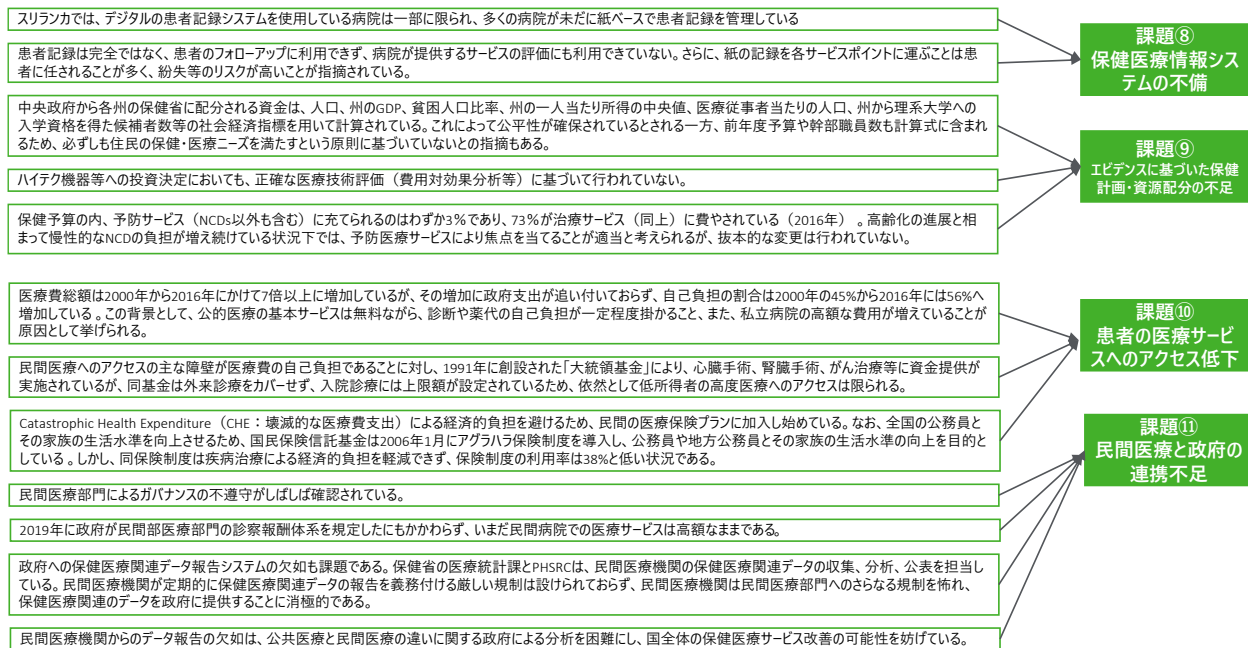 スリランカでは、デジタルの患者記録システムを使用している病院は一部に限られ、多くの病院が未だに紙ベースで患者記録を管理している
患者記録は完全ではなく、患者のフォローアップに利用できず、病院が提供するサービスの評価にも利用できていない。さらに、紙の記録を各サービスポイントに運ぶことは患
者に任されることが多く、紛失等のリスクが高いことが指摘されている。
課題⑧
保健医療情報シス
テムの不備
中央政府から各州の保健省に配分される資金は、人口、州のGDP、貧困人口比率、州の一人当たり所得の中央値、医療従事者当たりの人口、州から理系大学への
入学資格を得た候補者数等の社会経済指標を用いて計算されている。これによって公平性が確保されているとされる一方、前年度予算や幹部職員数も計算式に含まれ
るため、必ずしも住民の保健・医療ニーズを満たすという原則に基づいていないとの指摘もある。
ハイテク機器等への投資決定においても、正確な医療技術評価（費用対効果分析等）に基づいて行われていない。
保健予算の内、予防サービス（NCDs以外も含む）に充てられるのはわずか3％であり、73％が治療サービス（同上）に費やされている（2016年） 。高齢化の進展と相
まって慢性的なNCDの負担が増え続けている状況下では、予防医療サービスにより焦点を当てることが適当と考えられるが、抜本的な変更は行われていない。
課題⑨
エビデンスに基づいた保健
計画・資源配分の不足
医療費総額は2000年から2016年にかけて7倍以上に増加しているが、その増加に政府支出が追い付いておらず、自己負担の割合は2000年の45%から2016年には56%へ
増加している 。この背景として、公的医療の基本サービスは無料ながら、診断や薬代の自己負担が一定程度掛かること、また、私立病院の高額な費用が増えていることが
原因として挙げられる。
民間医療へのアクセスの主な障壁が医療費の自己負担であることに対し、1991年に創設された「大統領基金」により、心臓手術、腎臓手術、がん治療等に資金提供が
実施されているが、同基金は外来診療をカバーせず、入院診療には上限額が設定されているため、依然として低所得者の高度医療へのアクセスは限られる。
Catastrophic Health Expenditure（CHE：壊滅的な医療費支出）による経済的負担を避けるため、民間の医療保険プランに加入し始めている。なお、全国の公務員と
その家族の生活水準を向上させるため、国民保険信託基金は2006年1月にアグラハラ保険制度を導入し、公務員や地方公務員とその家族の生活水準の向上を目的と
している 。しかし、同保険制度は疾病治療による経済的負担を軽減できず、保険制度の利用率は38%と低い状況である。
課題⑩
患者の医療サービ
スへのアクセス低下
民間医療部門によるガバナンスの不遵守がしばしば確認されている。
2019年に政府が民間部医療部門の診察報酬体系を規定したにもかかわらず、いまだ民間病院での医療サービスは高額なままである。
政府への保健医療関連データ報告システムの欠如も課題である。保健省の医療統計課とPHSRCは、民間医療機関の保健医療関連データの収集、分析、公表を担当し
ている。民間医療機関が定期的に保健医療関連データの報告を義務付ける厳しい規制は設けられておらず、民間医療機関は民間医療部門へのさらなる規制を怖れ、
保健医療関連のデータを政府に提供することに消極的である。
民間医療機関からのデータ報告の欠如は、公共医療と民間医療の違いに関する政府による分析を困難にし、国全体の保健医療サービス改善の可能性を妨げている。
課題⑪
民間医療と政府の
連携不足